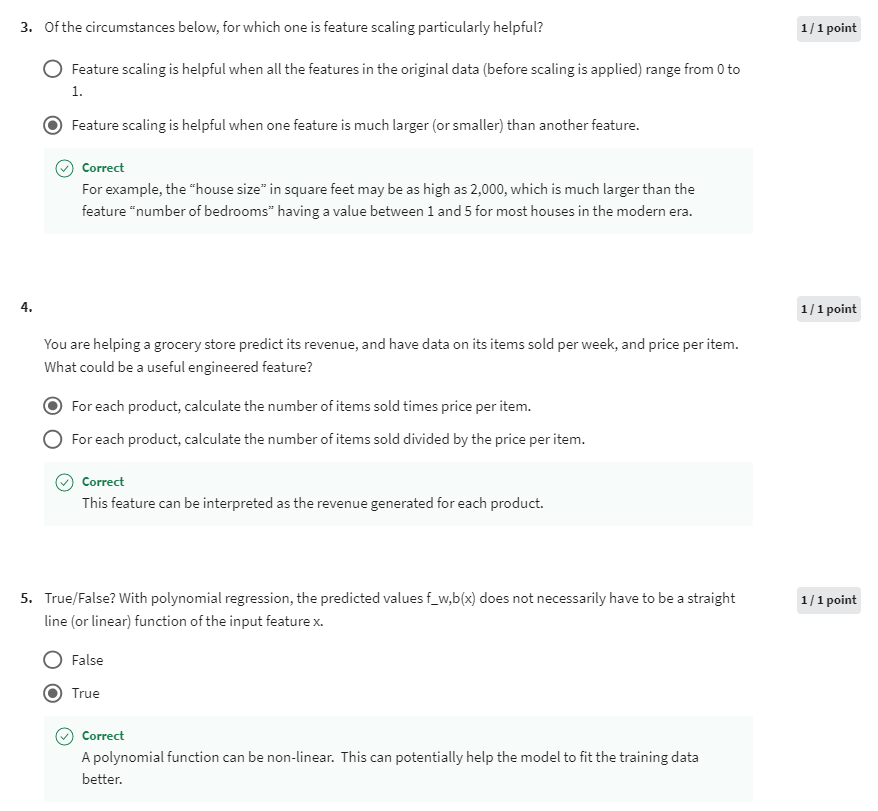 3. Of the circumstances below, for which one is feature scaling particularly helpful? 1 / 1 point
Feature scaling is helpful when all the features in the original data (before scaling is applied) range from 0 to
1.
Feature scaling is helpful when one feature is much larger (or smaller) than another feature.
Correct
For example, the “house size” in square feet may be as high as 2,000, which is much larger than the
feature “number of bedrooms” having a value between 1 and 5 for most houses in the modern era.
4. 1 / 1 point
You are helping a grocery store predict its revenue, and have data on its items sold per week, and price per item.
What could be a useful engineered feature?
For each product, calculate the number of items sold times price per item.
For each product, calculate the number of items sold divided by the price per item.
Correct
This feature can be interpreted as the revenue generated for each product.
5. True/False? With polynomial regression, the predicted values f_w,b(x) does not necessarily have to be a straight 1 / 1 point
line (or linear) function of the input feature x.
False
True
Correct
A polynomial function can be non-linear. This can potentially help the model to fit the training data
better.